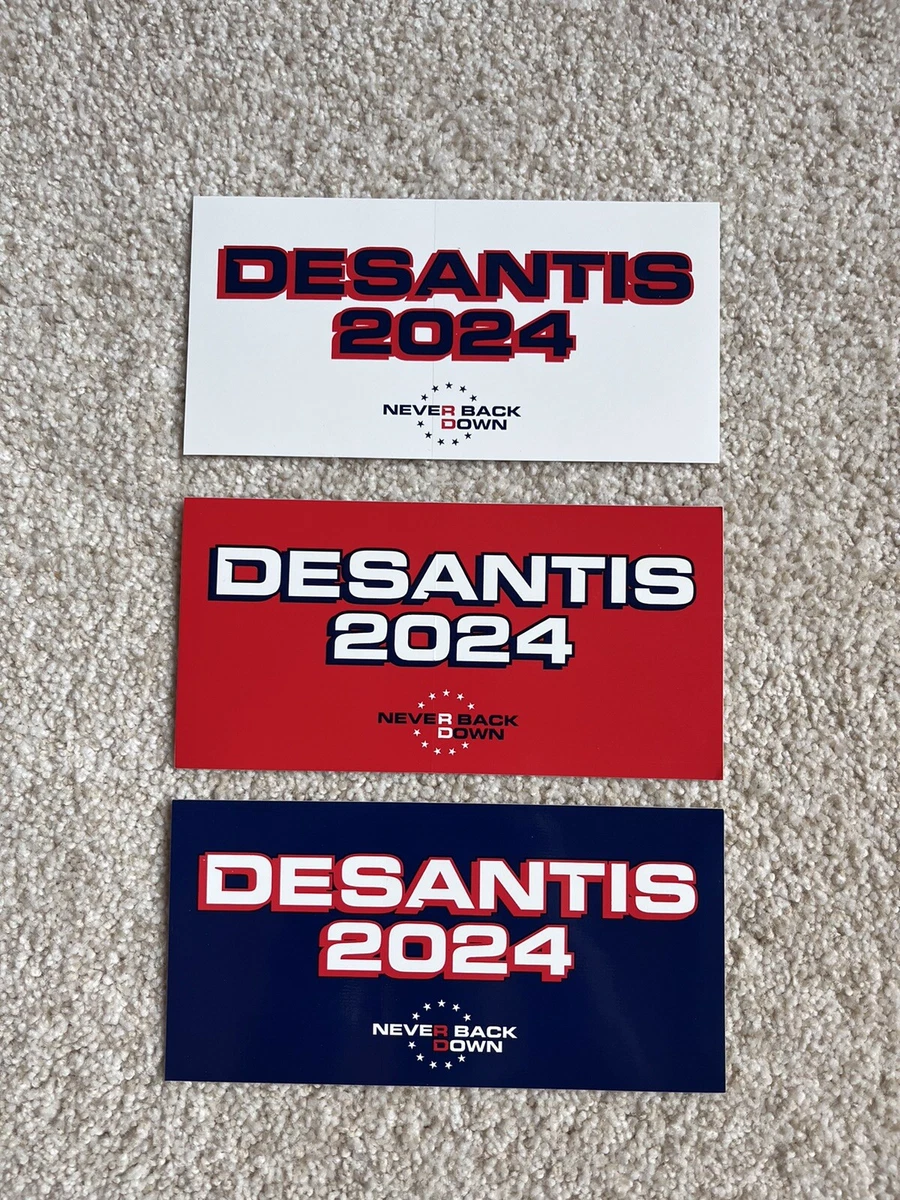 DESANTIS
2024
NEVER BACK
DOWN
DESANTIS
2024
NEVER BACK
DOWN
DESANTIS
2024
NEVER BACK
DOWN